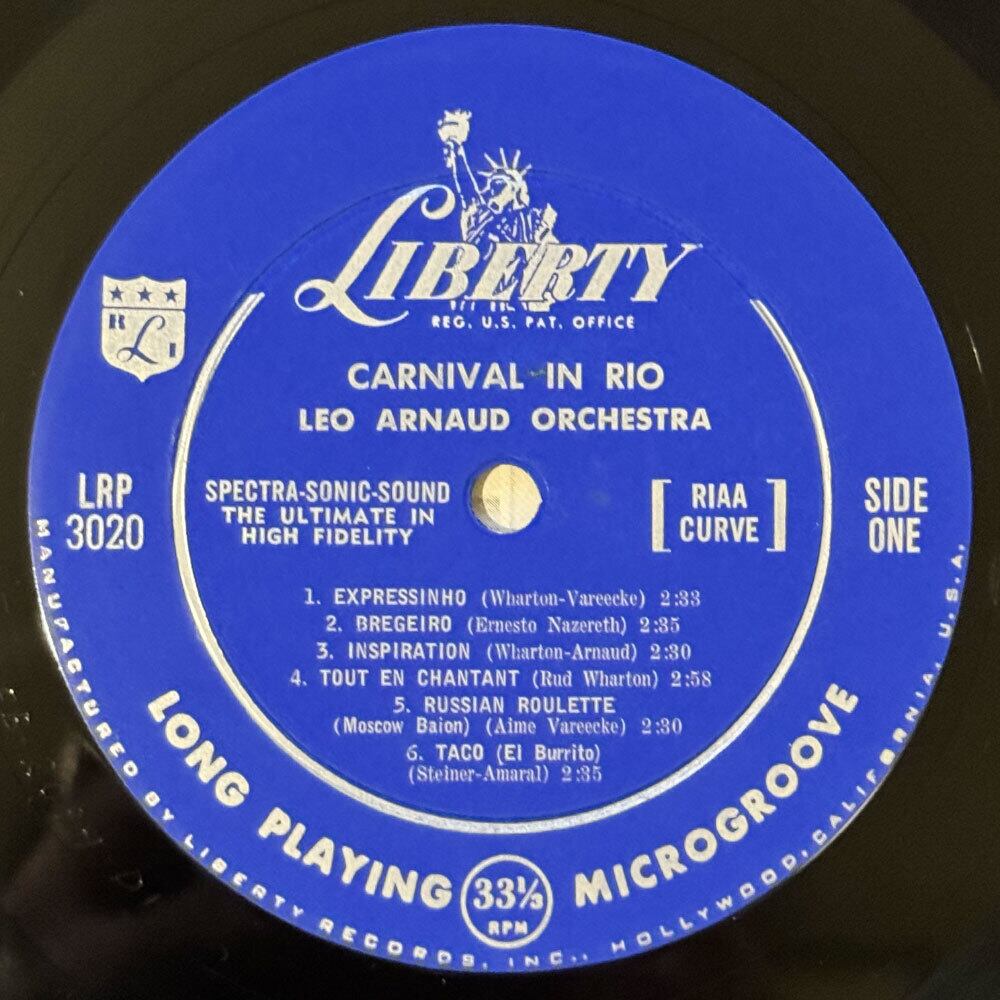 LIBERTY
REG. U.S. PAT. OFFICE
R L I
CARNIVAL IN RIO
LEO ARNAUD ORCHESTRA
LRP
3020
SPECTRA-SONIC-SOUND
THE ULTIMATE IN
HIGH FIDELITY
[ RIAA
CURVE ]
SIDE
ONE
1. EXPRESSINHO (Wharton-Vareecke) 2:33
2. BREGEIRO (Ernesto Nazereth) 2:35
3. INSPIRATION (Wharton-Arnaud) 2:30
4. TOUT EN CHANTANT (Rud Wharton) 2:58
5. RUSSIAN ROULETTE
(Moscow Baion) (Aime Vareecke) 2:30
6. TACO (El Burrito)
(Steiner-Amaral) 2:35
LONG PLAYING 33⅓ RPM MICROGROOVE
MANUFACTURED BY LIBERTY RECORDS, INC., HOLLYWOOD, CALIFORNIA, U.S.A.